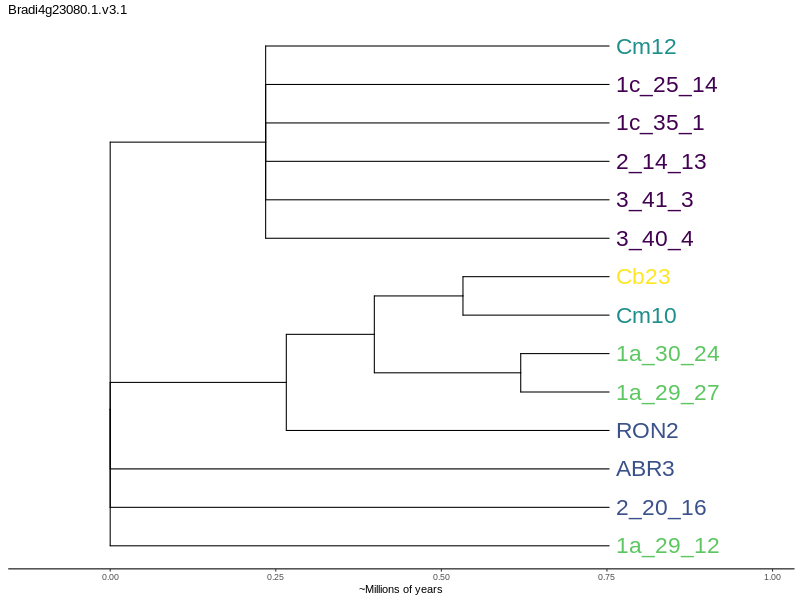 Bradi4g23080.1.v3.1
Cm12
1c_25_14
1c_35_1
2_14_13
3_41_3
3_40_4
Cb23
Cm10
1a_30_24
1a_29_27
RON2
ABR3
2_20_16
1a_29_12
0.00 0.25 0.50 0.75 1.00
~Millions of years